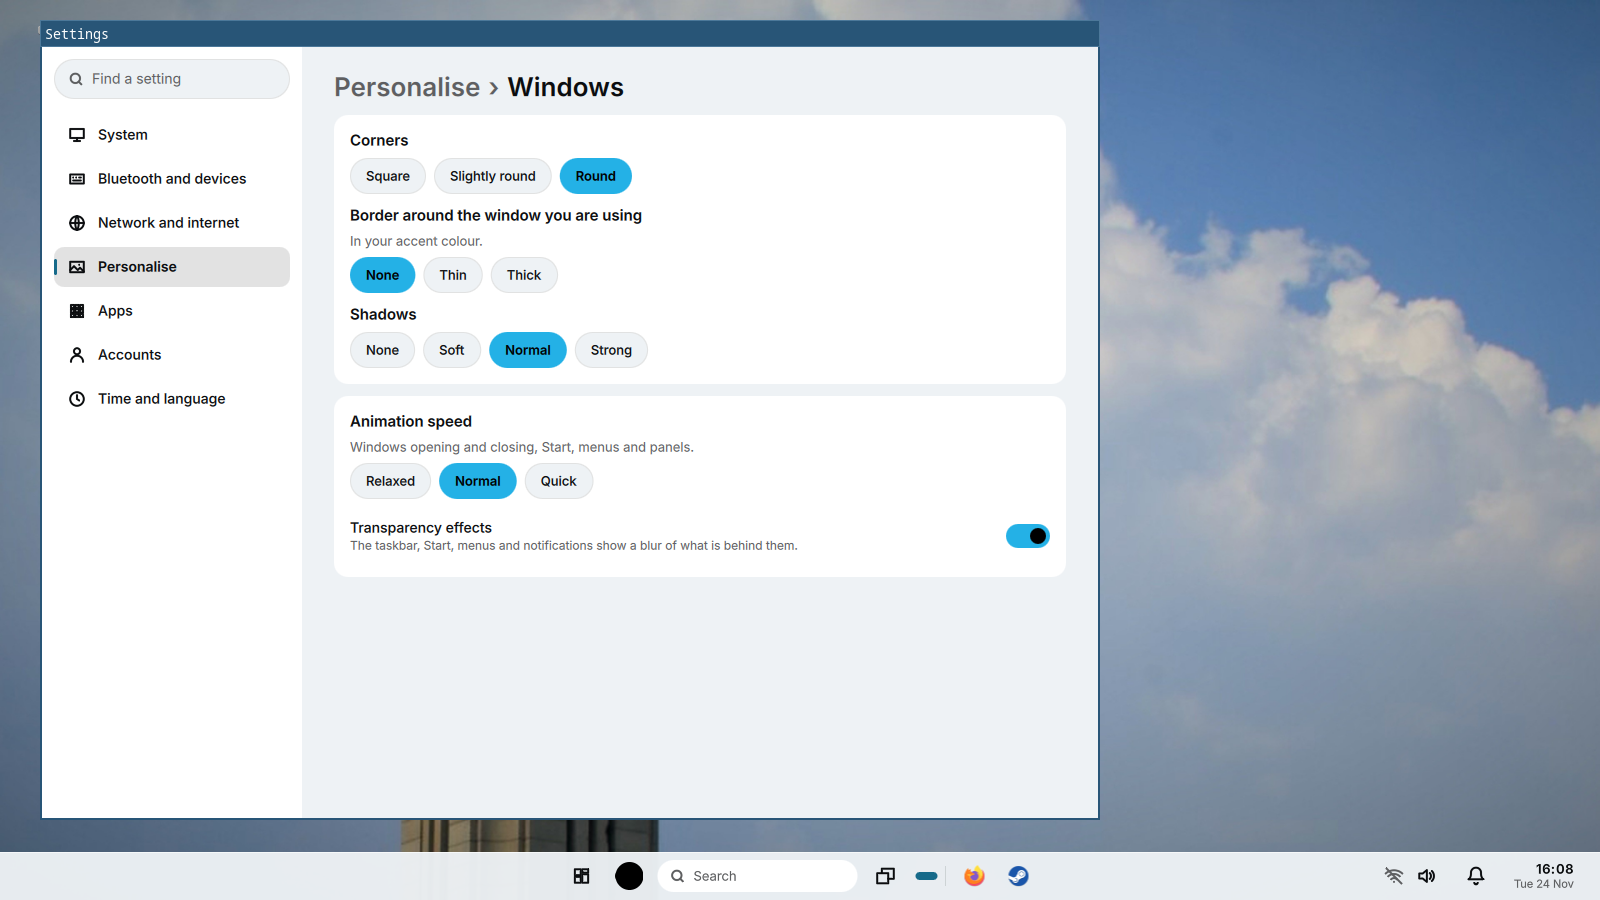 Settings
Find a setting
System
Bluetooth and devices
Network and internet
Personalise
Apps
Accounts
Time and language
Personalise › Windows
Corners
Square Slightly round Round
Border around the window you are using
In your accent colour.
None Thin Thick
Shadows
None Soft Normal Strong
Animation speed
Windows opening and closing, Start, menus and panels.
Relaxed Normal Quick
Transparency effects
The taskbar, Start, menus and notifications show a blur of what is behind them.
Search
16:08
Tue 24 Nov